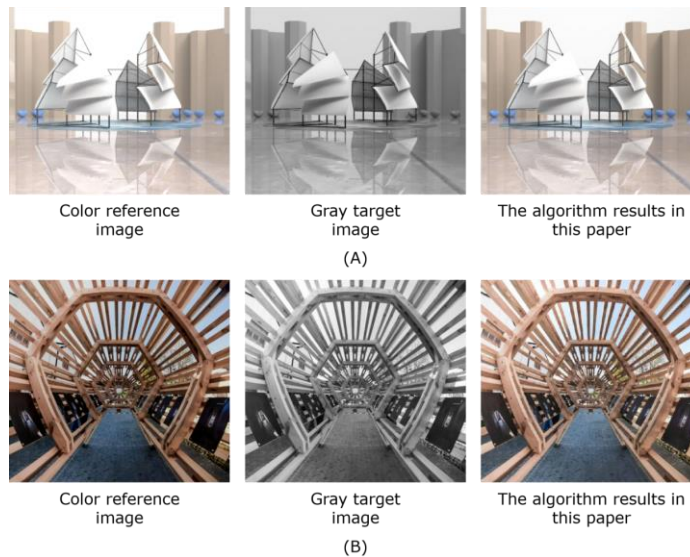 Color reference
image
Gray target
image
The algorithm results in
this paper
(A)
Color reference
image
Gray target
image
The algorithm results in
this paper
(B)